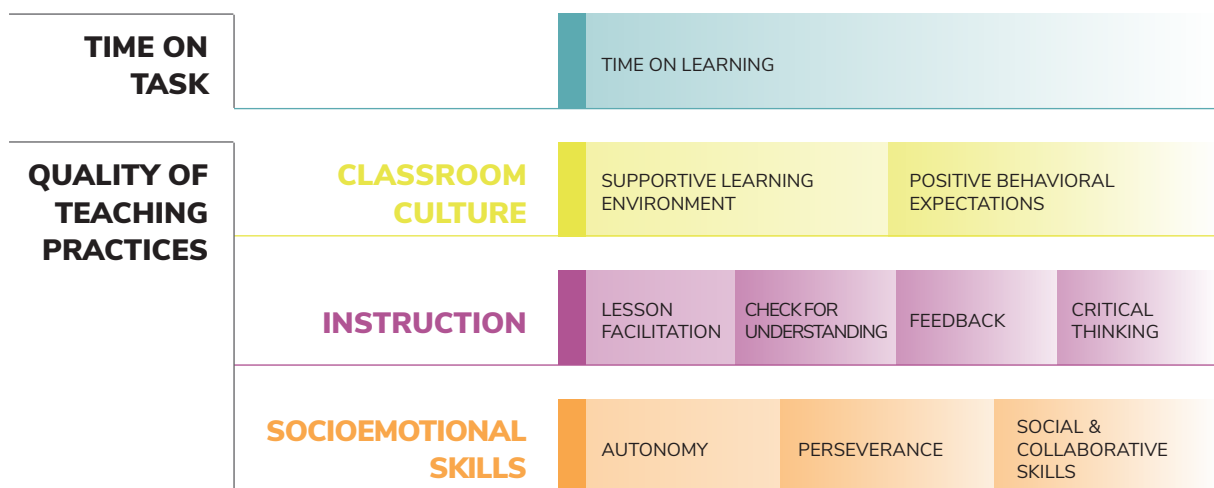 TIME ON
TASK
TIME ON LEARNING
QUALITY OF
TEACHING
PRACTICES
CLASSROOM
CULTURE
SUPPORTIVE LEARNING
ENVIRONMENT
POSITIVE BEHAVIORAL
EXPECTATIONS
INSTRUCTION
LESSON
FACILITATION
CHECK FOR
UNDERSTANDING
FEEDBACK
CRITICAL
THINKING
SOCIOEMOTIONAL
SKILLS
AUTONOMY
PERSEVERANCE
SOCIAL &
COLLABORATIVE
SKILLS